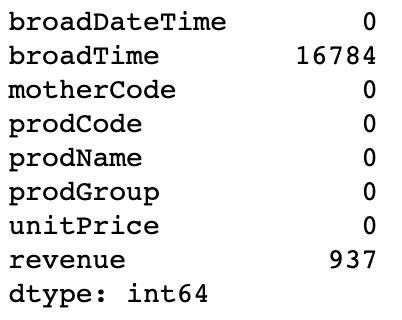 broadDateTime 0
broadTime 16784
motherCode 0
prodCode 0
prodName 0
prodGroup 0
unitPrice 0
revenue 937
dtype: int64